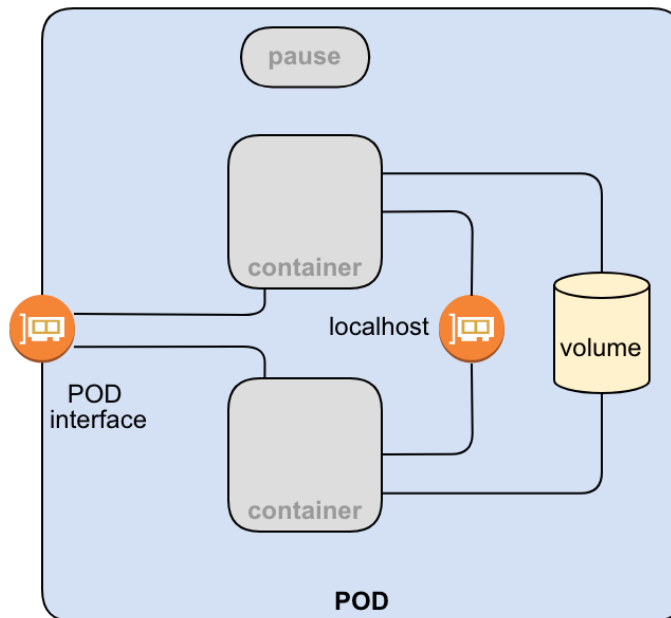 pause
container
localhost
volume
POD
interface
container
POD